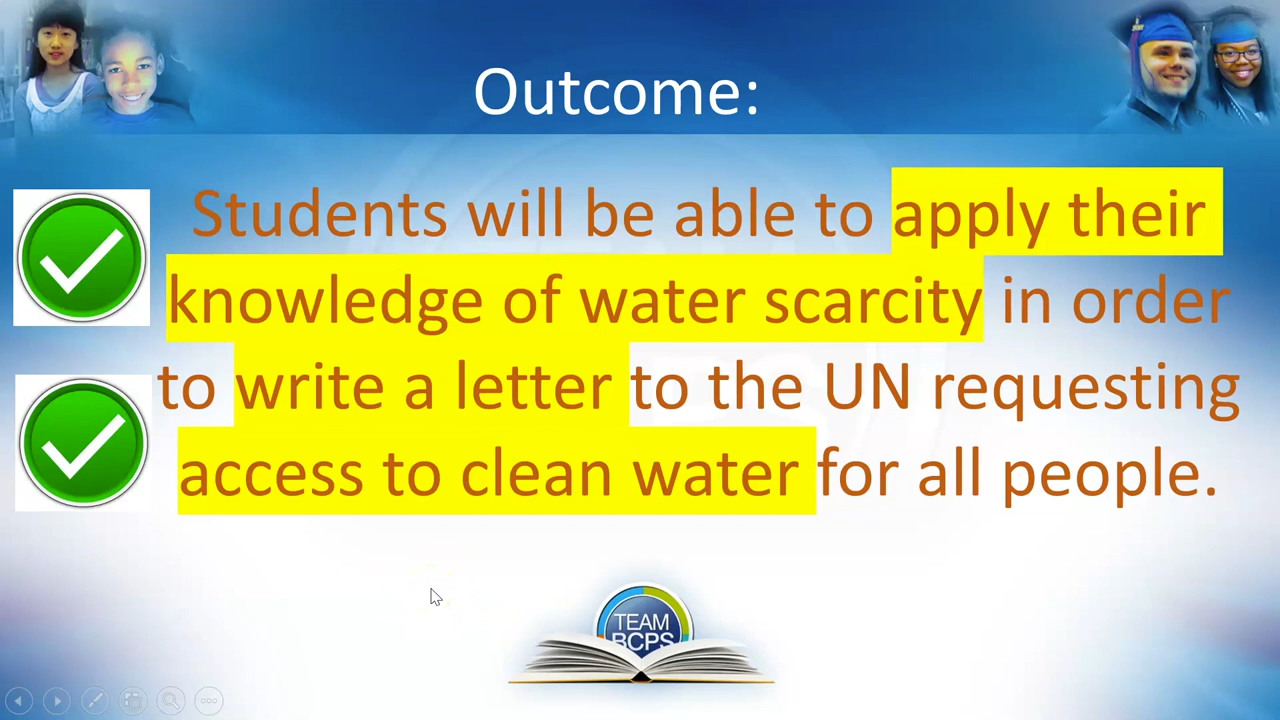 Outcome:
Students will be able to apply their
knowledge of water scarcity in order
to write a letter to the UN requesting
access to clean water for all people.
TEAM
BCPS